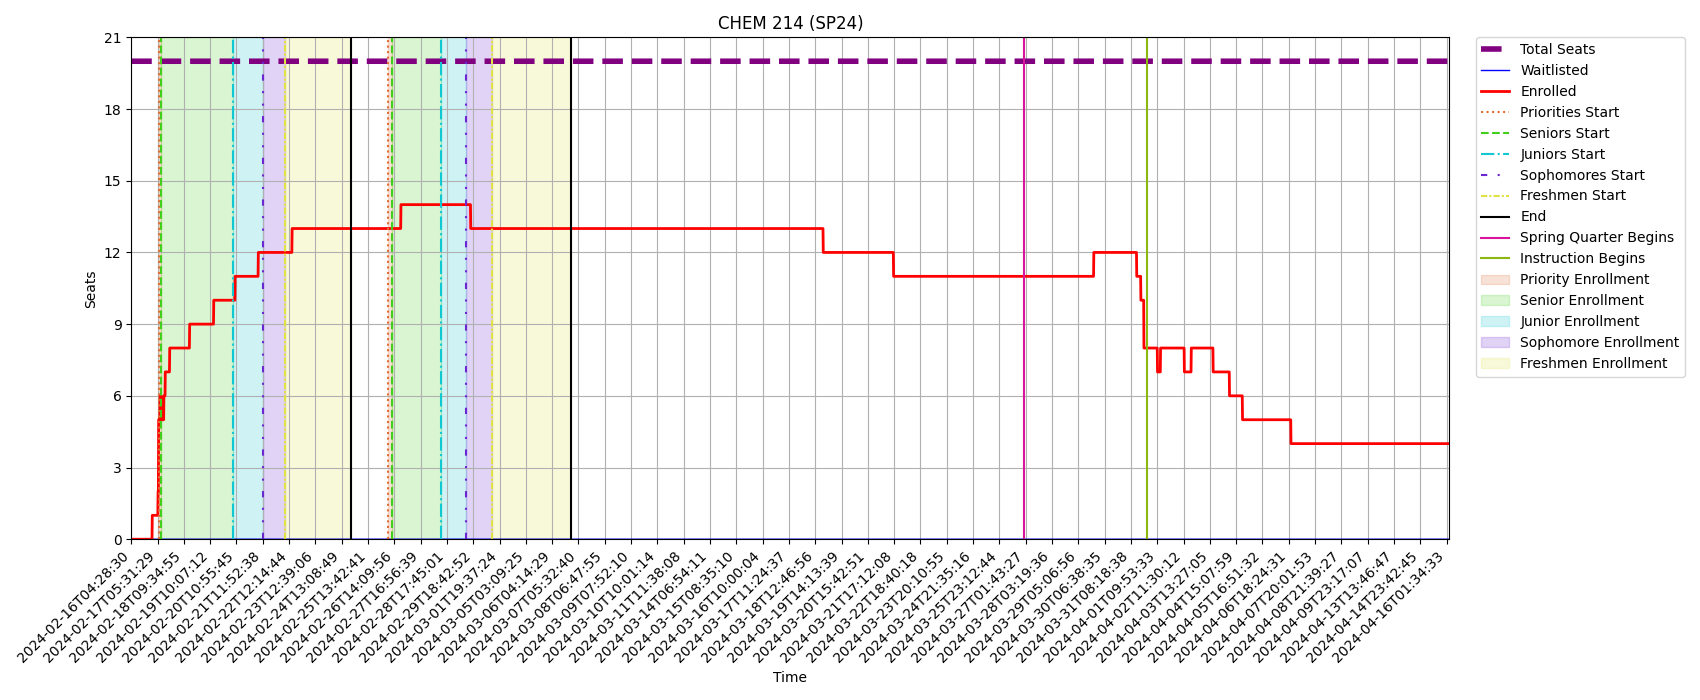 CHEM 214 (SP24)
Seats
21
18
15
12
9
6
3
0
2024-02-16T04:28:30
2024-02-17T05:31:29
2024-02-18T09:34:55
2024-02-19T10:07:12
2024-02-20T10:55:45
2024-02-21T11:52:38
2024-02-22T12:14:44
2024-02-23T12:39:06
2024-02-24T13:08:49
2024-02-25T13:42:41
2024-02-26T14:09:56
2024-02-27T16:56:39
2024-02-28T17:45:01
2024-02-29T18:42:52
2024-03-01T19:37:24
2024-03-05T03:09:25
2024-03-06T04:14:29
2024-03-07T05:32:40
2024-03-08T06:47:55
2024-03-09T07:52:10
2024-03-10T10:01:14
2024-03-11T11:38:08
2024-03-14T06:54:11
2024-03-15T08:35:10
2024-03-16T10:00:04
2024-03-17T11:24:37
2024-03-18T12:46:56
2024-03-19T14:13:39
2024-03-20T15:42:51
2024-03-21T17:12:08
2024-03-22T18:40:18
2024-03-23T20:10:55
2024-03-24T21:35:16
2024-03-25T23:12:44
2024-03-27T01:43:27
2024-03-28T03:19:36
2024-03-29T05:06:56
2024-03-30T06:38:35
2024-03-31T08:18:38
2024-04-01T09:53:33
2024-04-02T11:30:12
2024-04-03T13:27:05
2024-04-04T15:07:59
2024-04-05T16:51:32
2024-04-06T18:24:31
2024-04-07T20:01:53
2024-04-08T21:39:27
2024-04-09T23:17:07
2024-04-13T13:46:47
2024-04-14T23:42:45
2024-04-16T01:34:33
Time
Total Seats
Waitlisted
Enrolled
Priorities Start
Seniors Start
Juniors Start
Sophomores Start
Freshmen Start
End
Spring Quarter Begins
Instruction Begins
Priority Enrollment
Senior Enrollment
Junior Enrollment
Sophomore Enrollment
Freshmen Enrollment